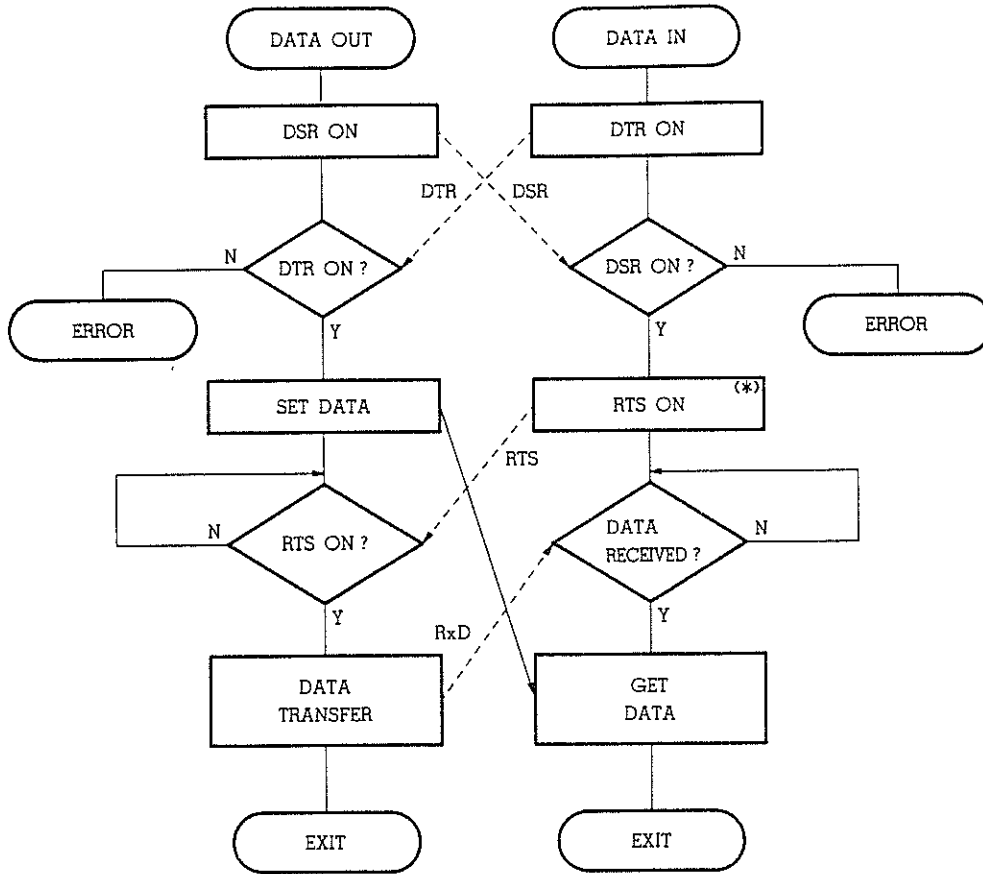 DATA OUT
DATA IN
DSR ON
DTR ON
DTR
DSR
N
DTR ON ?
DSR ON ?
N
ERROR
ERROR
Y
Y
SET DATA
RTS ON
(*)
RTS
N
RTS ON ?
DATA
RECEIVED ?
N
Y
Y
RxD
DATA
TRANSFER
GET
DATA
EXIT
EXIT